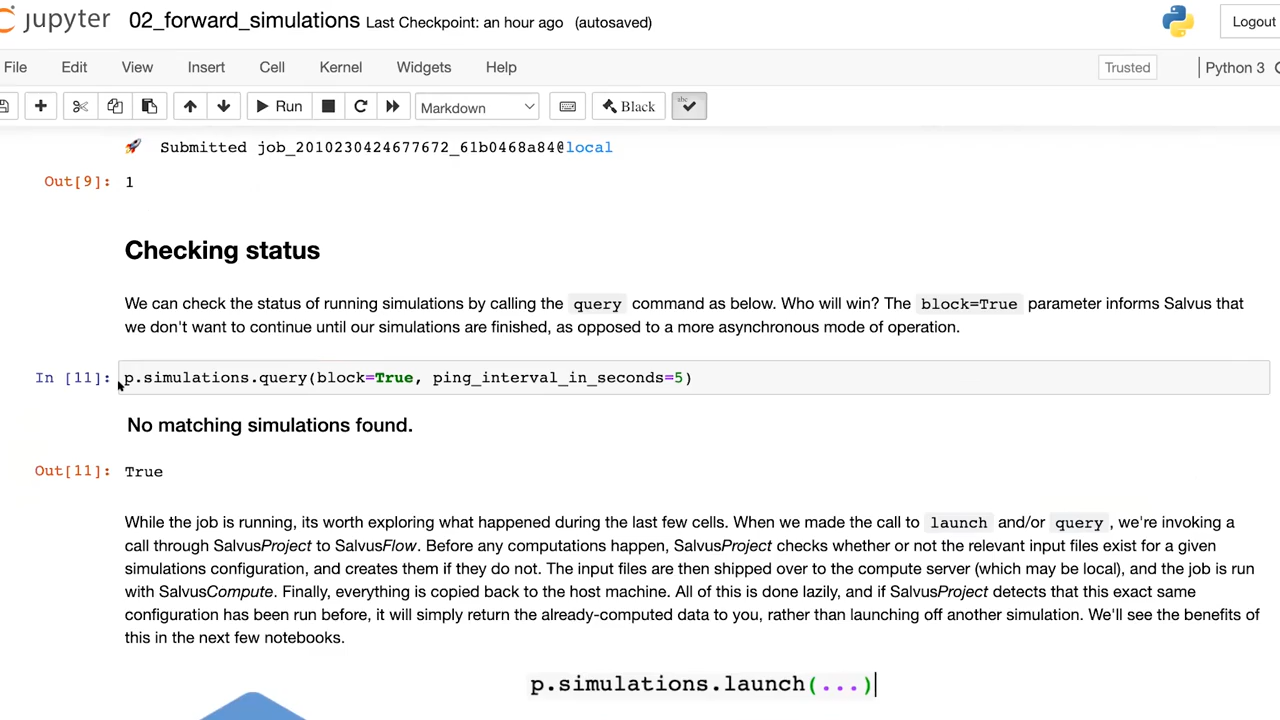 jupyter 02_forward_simulations Last Checkpoint: an hour ago (autosaved)
Logout
File Edit View Insert Cell Kernel Widgets Help
Trusted
Python 3
Run
Markdown
Black
Submitted job_2010230424677672_61b0468a84@local
Out[9]: 1
Checking status
We can check the status of running simulations by calling the query command as below. Who will win? The block=True parameter informs Salvus that
we don't want to continue until our simulations are finished, as opposed to a more asynchronous mode of operation.
In [11]: p.simulations.query(block=True, ping_interval_in_seconds=5)
No matching simulations found.
Out[11]: True
While the job is running, its worth exploring what happened during the last few cells. When we made the call to launch and/or query, we're invoking a
call through SalvusProject to SalvusFlow. Before any computations happen, SalvusProject checks whether or not the relevant input files exist for a given
simulations configuration, and creates them if they do not. The input files are then shipped over to the compute server (which may be local), and the job is run
with SalvusCompute. Finally, everything is copied back to the host machine. All of this is done lazily, and if SalvusProject detects that this exact same
configuration has been run before, it will simply return the already-computed data to you, rather than launching off another simulation. We'll see the benefits of
this in the next few notebooks.
p.simulations.launch(...)